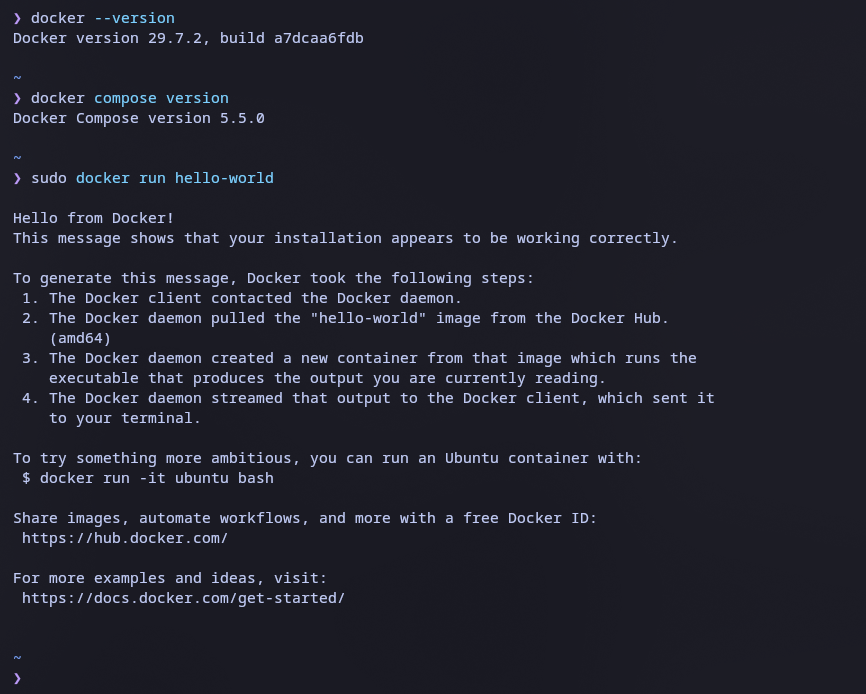 ❯ docker --version
Docker version 29.7.2, build a7dcaa6fdb
~
❯ docker compose version
Docker Compose version 5.5.0
~
❯ sudo docker run hello-world
Hello from Docker!
This message shows that your installation appears to be working correctly.
To generate this message, Docker took the following steps:
 1. The Docker client contacted the Docker daemon.
 2. The Docker daemon pulled the "hello-world" image from the Docker Hub.
    (amd64)
 3. The Docker daemon created a new container from that image which runs the
    executable that produces the output you are currently reading.
 4. The Docker daemon streamed that output to the Docker client, which sent it
    to your terminal.
To try something more ambitious, you can run an Ubuntu container with:
 $ docker run -it ubuntu bash
Share images, automate workflows, and more with a free Docker ID:
 https://hub.docker.com/
For more examples and ideas, visit:
 https://docs.docker.com/get-started/
~
❯